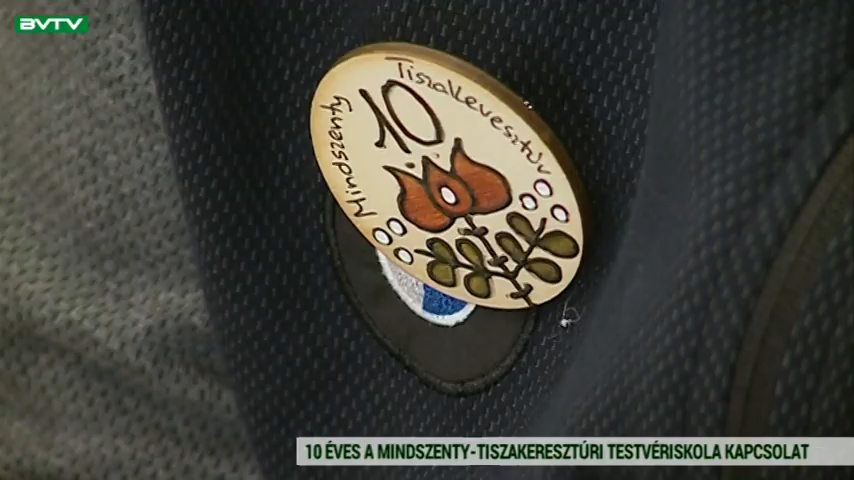 BVTV
Tiszakeresztúr
Mindszenty
10
10 ÉVES A MINDSZENTY-TISZAKERESZTÚRI TESTVÉRISKOLA KAPCSOLAT